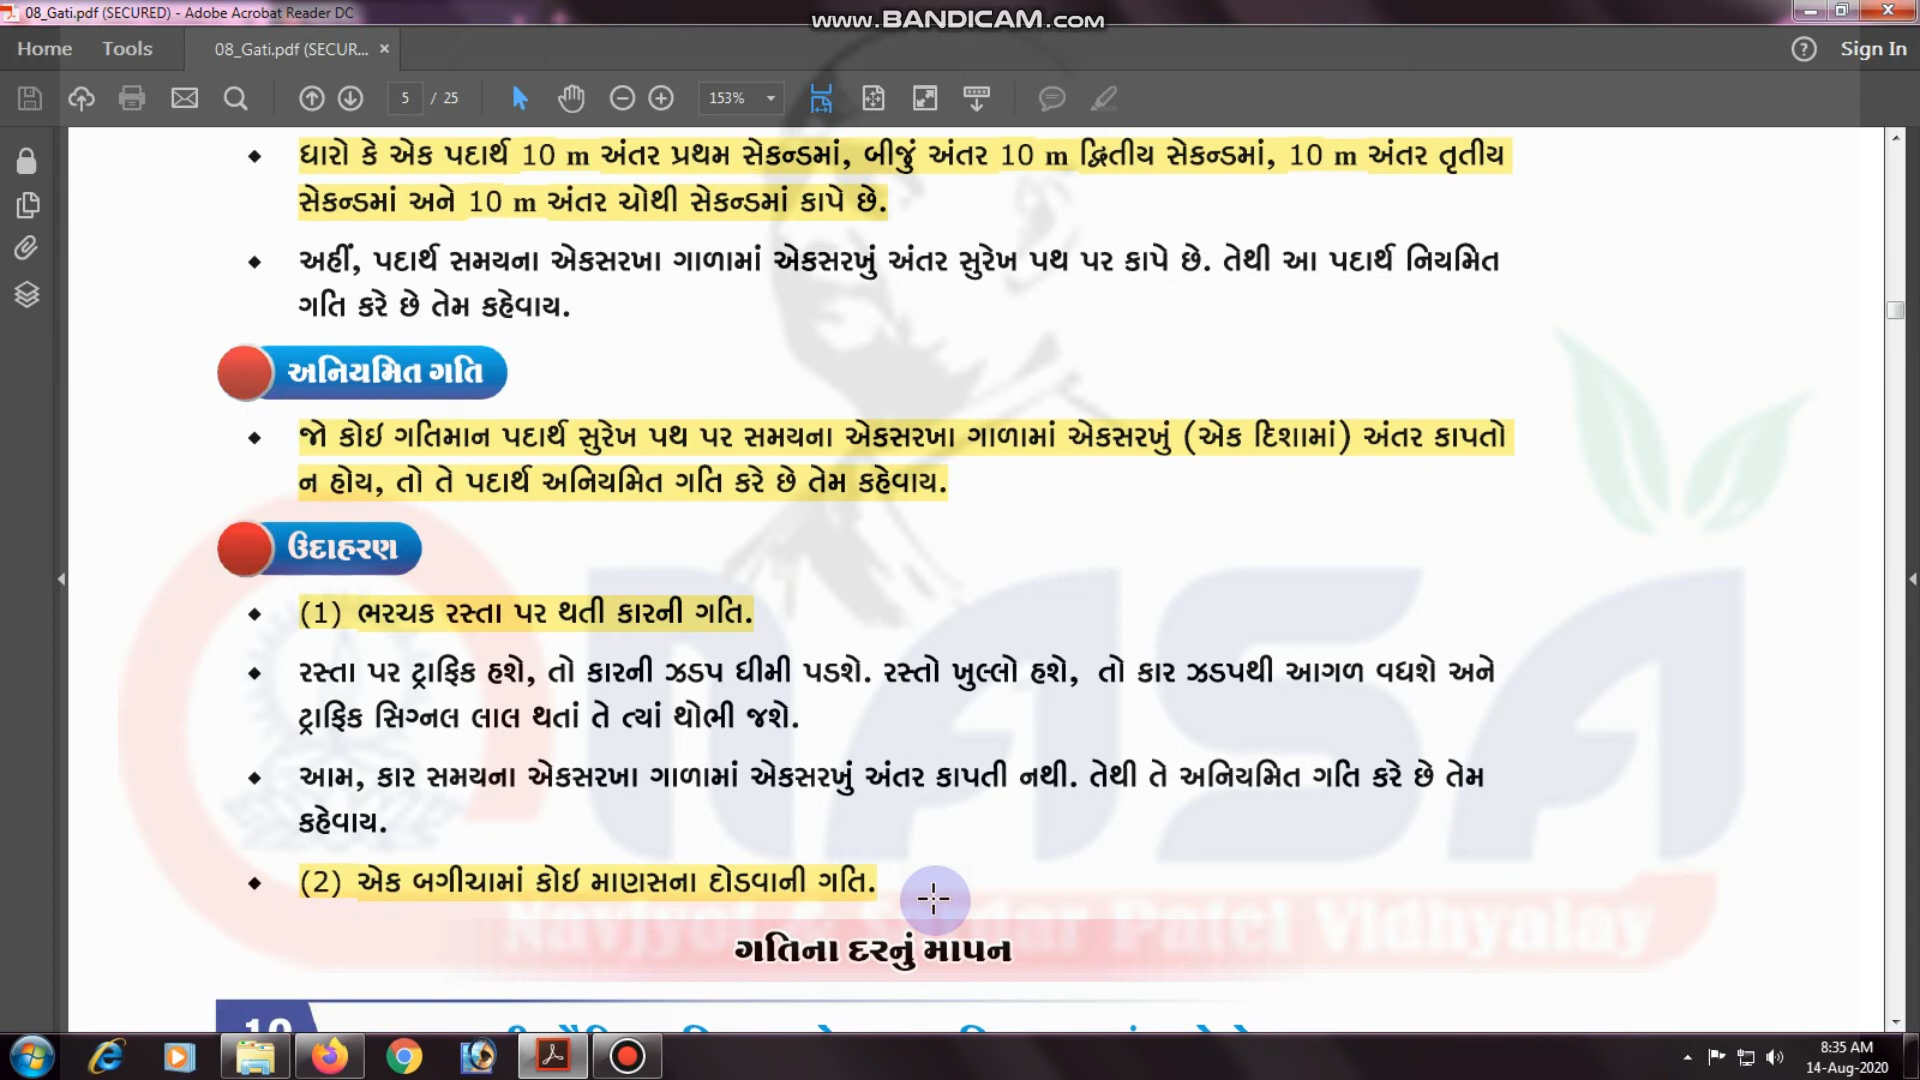 08_Gati.pdf (SECURED) - Adobe Acrobat Reader DC
www.BANDICAM.com
Home Tools 08_Gati.pdf (SECUR... × Sign In
5 / 25 153%
ધારો કે એક પદાર્થ 10 m અંતર પ્રથમ સેકન્ડમાં, બીજું અંતર 10 m દ્વિતીય સેકન્ડમાં, 10 m અંતર તૃતીય
સેકન્ડમાં અને 10 m અંતર ચોથી સેકન્ડમાં કાપે છે.
અહીં, પદાર્થ સમયના એકસરખા ગાળામાં એકસરખું અંતર સુરેખ પથ પર કાપે છે. તેથી આ પદાર્થ નિયમિત
ગતિ કરે છે તેમ કહેવાય.
અનિયમિત ગતિ
જો કોઇ ગતિમાન પદાર્થ સુરેખ પથ પર સમયના એકસરખા ગાળામાં એકસરખું (એક દિશામાં) અંતર કાપતો
ન હોય, તો તે પદાર્થ અનિયમિત ગતિ કરે છે તેમ કહેવાય.
ઉદાહરણ
(1) ભરચક રસ્તા પર થતી કારની ગતિ.
રસ્તા પર ટ્રાફિક હશે, તો કારની ઝડપ ધીમી પડશે. રસ્તો ખુલ્લો હશે, તો કાર ઝડપથી આગળ વધશે અને
ટ્રાફિક સિગ્નલ લાલ થતાં તે ત્યાં થોભી જશે.
આમ, કાર સમયના એકસરખા ગાળામાં એકસરખું અંતર કાપતી નથી. તેથી તે અનિયમિત ગતિ કરે છે તેમ
કહેવાય.
(2) એક બગીચામાં કોઇ માણસના દોડવાની ગતિ.
NASA
Patel Vidhyalay
ગતિના દરનું માપન
8:35 AM
14-Aug-2020